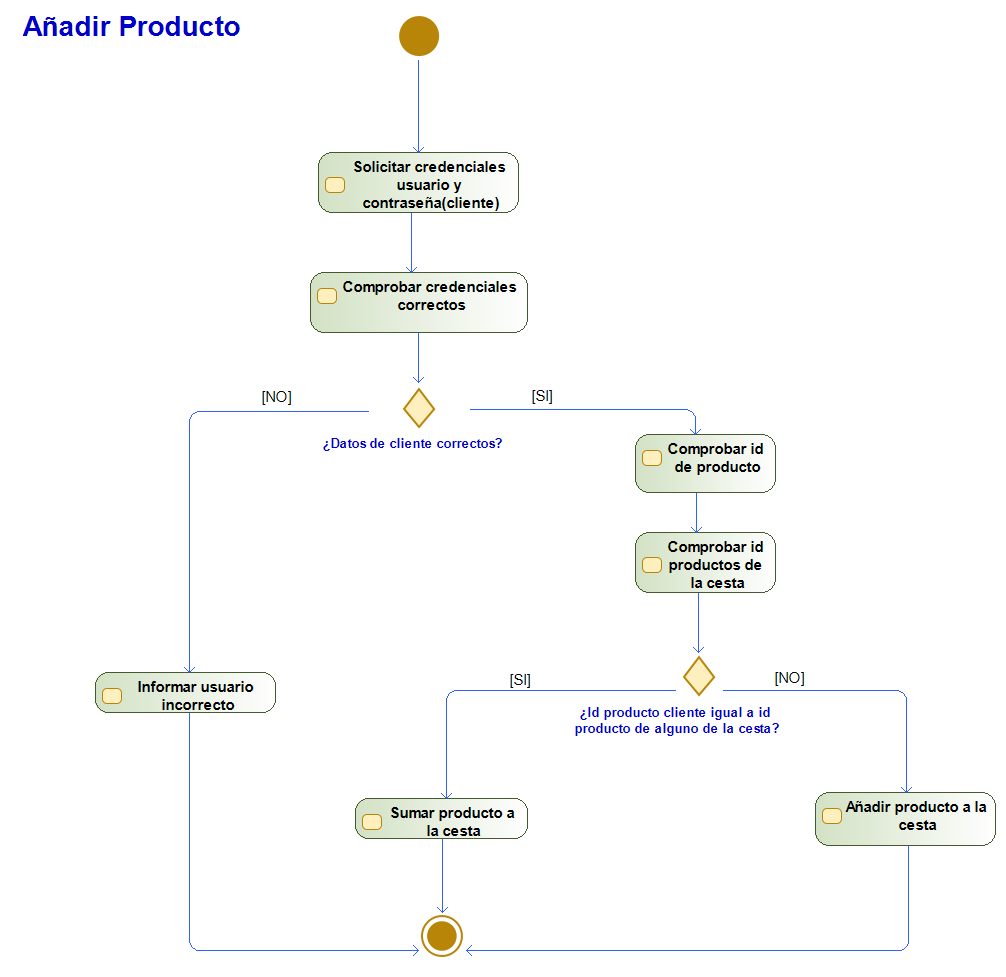 Añadir Producto
Solicitar credenciales
usuario y
contraseña(cliente)
Comprobar credenciales
correctos
[NO]
[SI]
¿Datos de cliente correctos?
Comprobar id
de producto
Comprobar id
productos de
la cesta
Informar usuario
incorrecto
[SI]
[NO]
¿Id producto cliente igual a id
producto de alguno de la cesta?
Sumar producto a
la cesta
Añadir producto a la
cesta